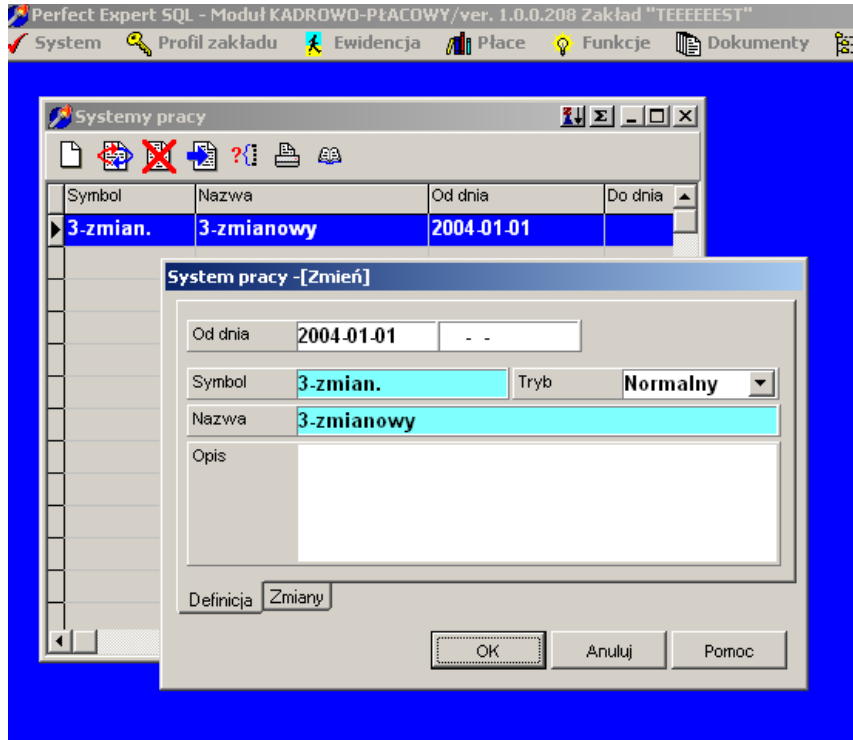 Perfect Expert SQL - Moduł KADROWO-PŁACOWY/ver. 1.0.0.208 Zakład "TEEEEEEST"
System Profil zakładu Ewidencja Płace Funkcje Dokumenty
Systemy pracy
Symbol Nazwa Od dnia Do dnia
3-zmian. 3-zmianowy 2004-01-01
System pracy -[Zmień]
Od dnia 2004-01-01 - -
Symbol 3-zmian. Tryb Normalny
Nazwa 3-zmianowy
Opis
Definicja Zmiany
OK Anuluj Pomoc